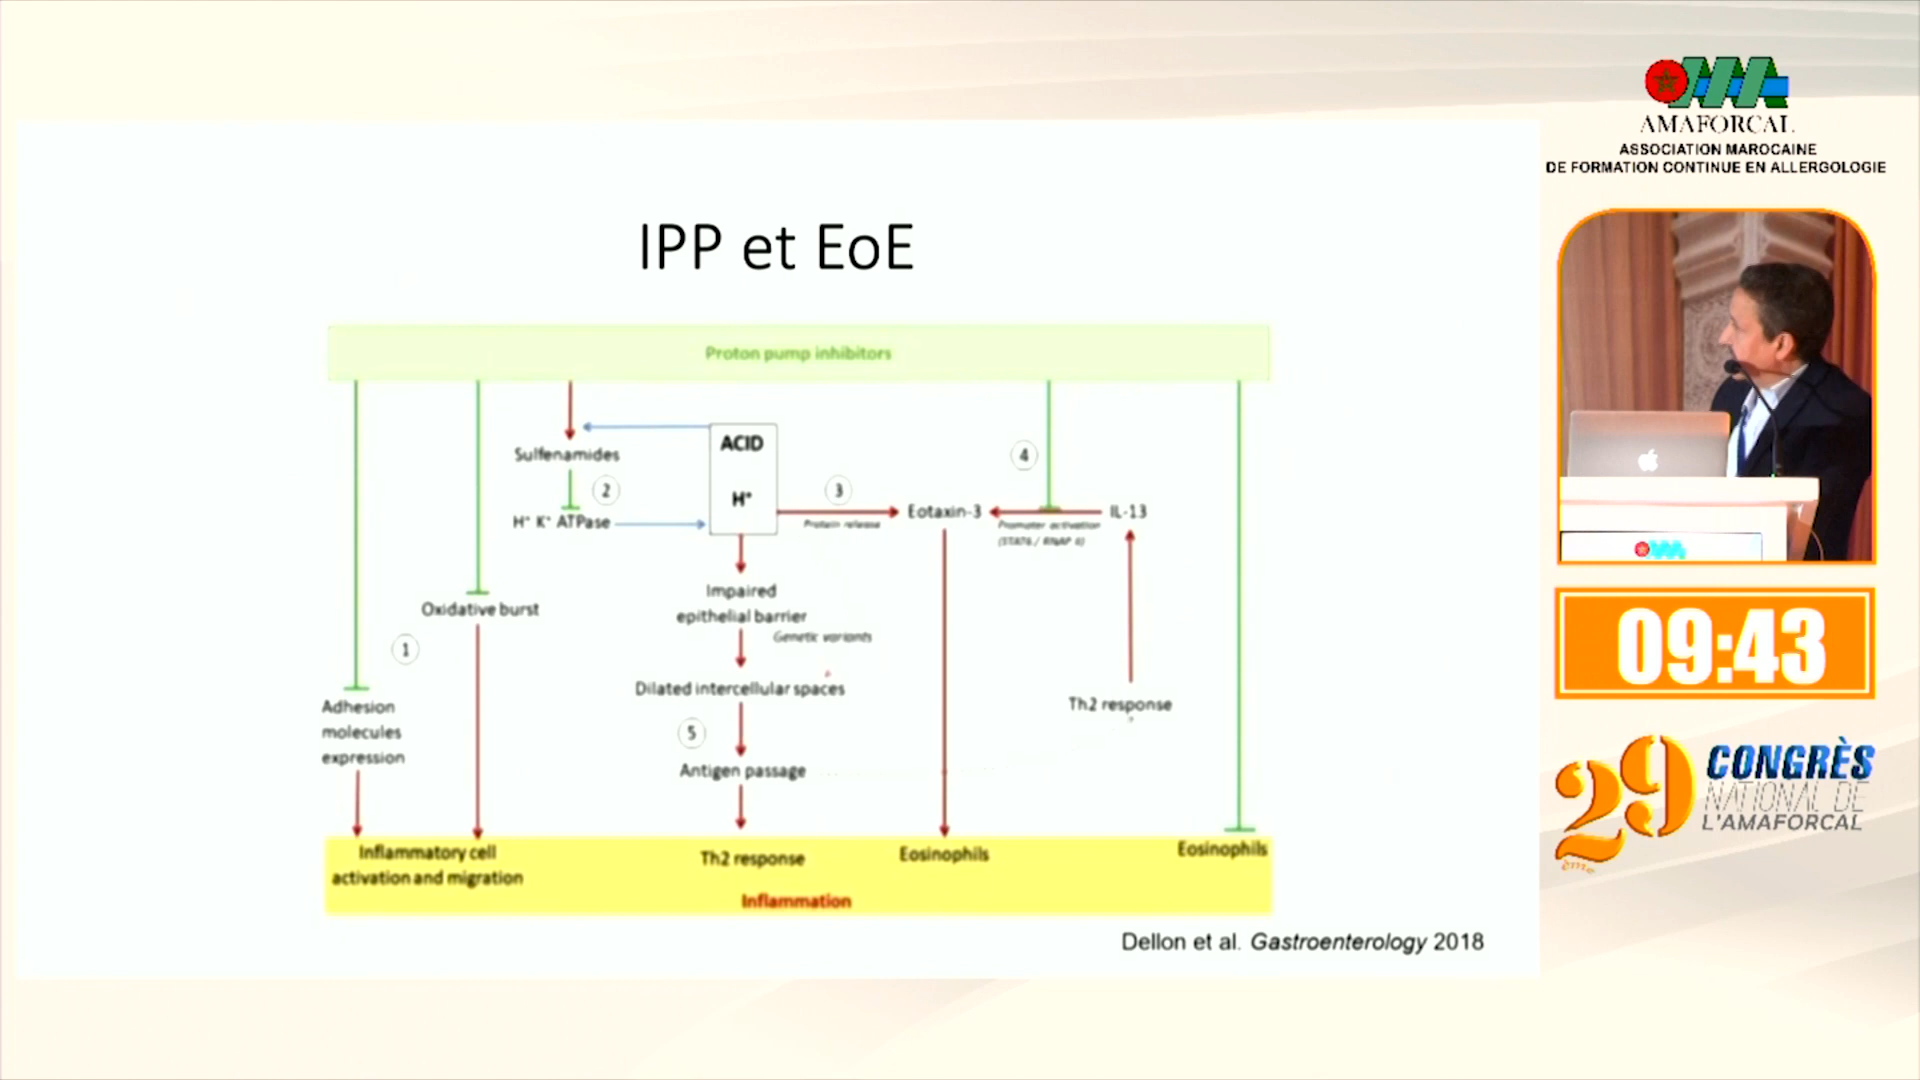 AMAFORCAL
ASSOCIATION MAROCAINE
DE FORMATION CONTINUE EN ALLERGOLOGIE
IPP et EoE
Proton pump inhibitors
Sulfenamides
2
H⁺ K⁺ ATPase
ACID
H⁺
3
Protein release
Eotaxin-3
4
Promoter activation
(STAT6 / RNAP II)
IL-13
Oxidative burst
1
Adhesion
molecules
expression
Impaired
epithelial barrier
Genetic variants
Dilated intercellular spaces
5
Antigen passage
Th2 response
Inflammatory cell
activation and migration
Th2 response
Eosinophils
Eosinophils
Inflammation
Dellon et al. Gastroenterology 2018
09:43
29
ème
CONGRÈS
NATIONAL DE
L'AMAFORCAL